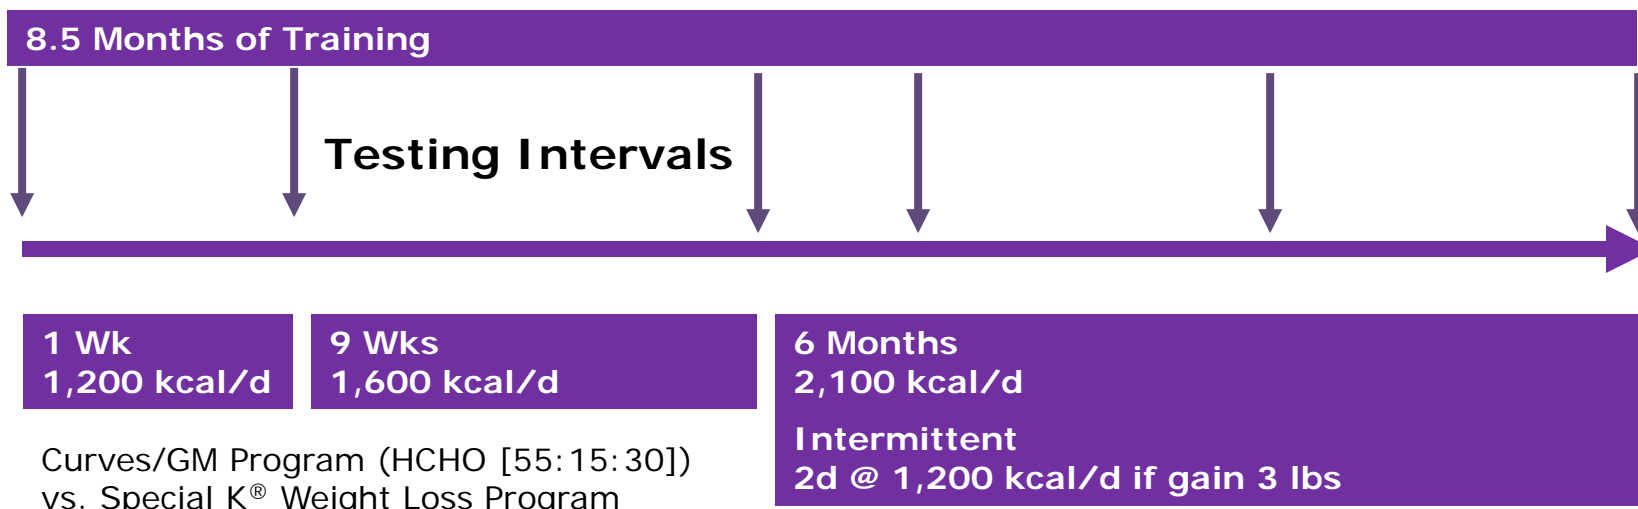 8.5 Months of Training
Testing Intervals
1 Wk
1,200 kcal/d
9 Wks
1,600 kcal/d
6 Months
2,100 kcal/d
Intermittent
2d @ 1,200 kcal/d if gain 3 lbs
Curves/GM Program (HCHO [55:15:30])
vs. Special K® Weight Loss Program